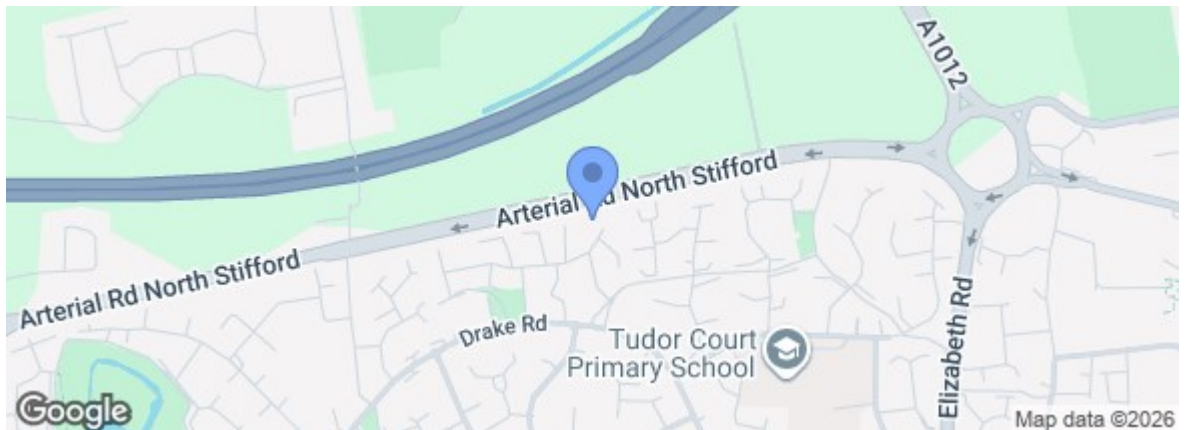 A1012
Arterial Rd North Stifford
Arterial Rd North Stifford
Drake Rd
Tudor Court
Primary School
Elizabeth Rd
Google
Map data ©2026